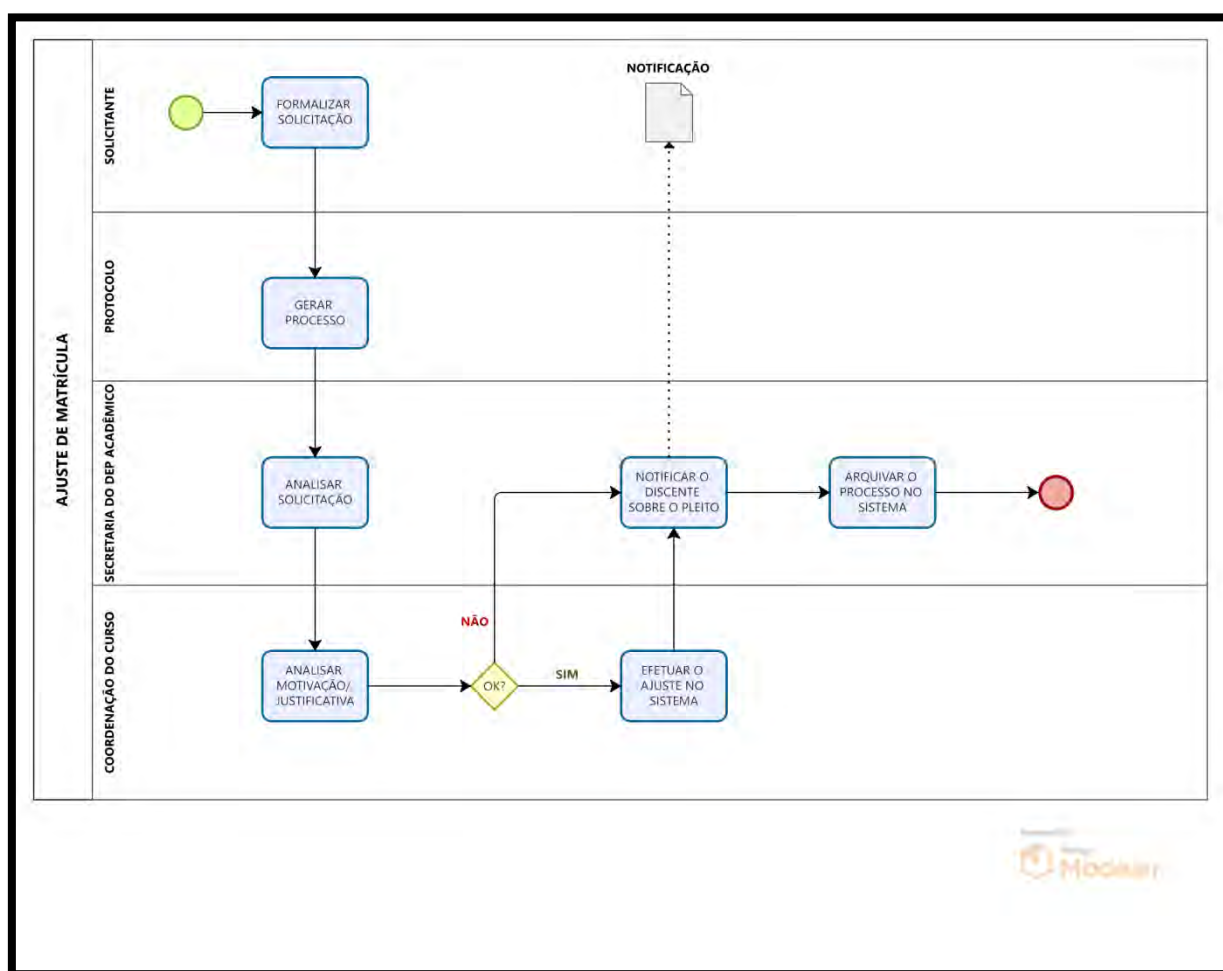 AJUSTE DE MATRÍCULA
SOLICITANTE
FORMALIZAR
SOLICITAÇÃO
NOTIFICAÇÃO
PROTOCOLO
GERAR
PROCESSO
SECRETARIA DO DEP ACADÊMICO
ANALISAR
SOLICITAÇÃO
NOTIFICAR O
DISCENTE
SOBRE O PLEITO
ARQUIVAR O
PROCESSO NO
SISTEMA
COORDENAÇÃO DO CURSO
ANALISAR
MOTIVAÇÃO/
JUSTIFICATIVA
OK?
NÃO
SIM
EFETUAR O
AJUSTE NO
SISTEMA
Modeler